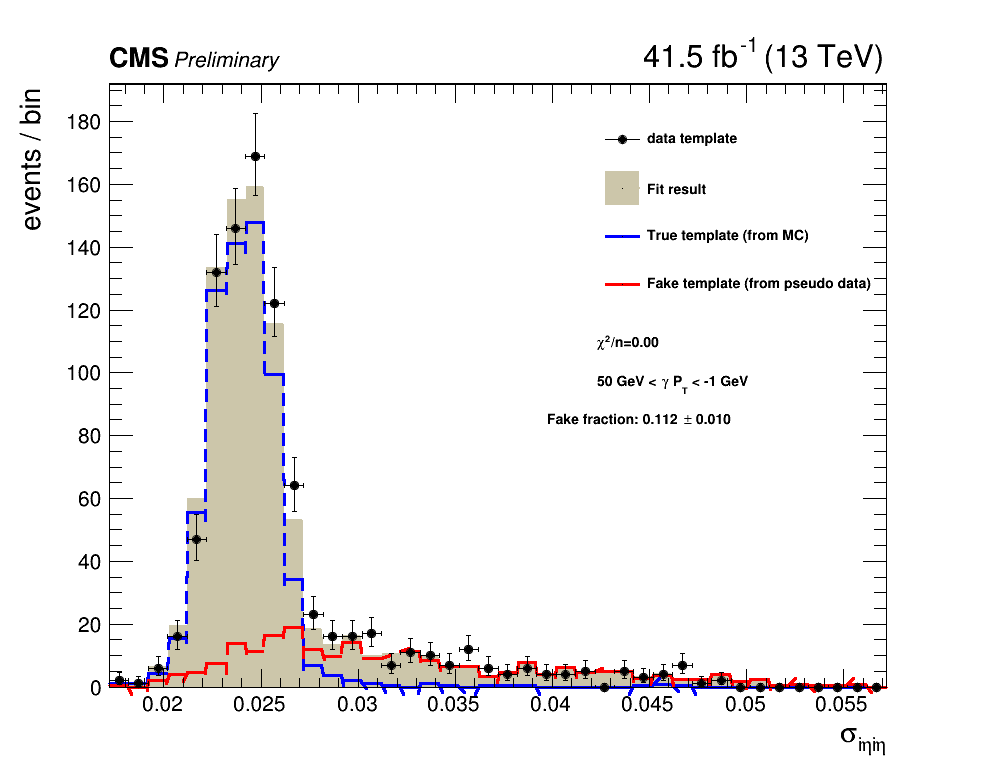 CMS Preliminary 41.5 fb⁻¹ (13 TeV)
events / bin
180
160
140
120
100
80
60
40
20
0
data template
Fit result
True template (from MC)
Fake template (from pseudo data)
χ²/n=0.00
50 GeV < γ P_T < -1 GeV
Fake fraction: 0.112 ± 0.010
0.02 0.025 0.03 0.035 0.04 0.045 0.05 0.055
σ_iηiη